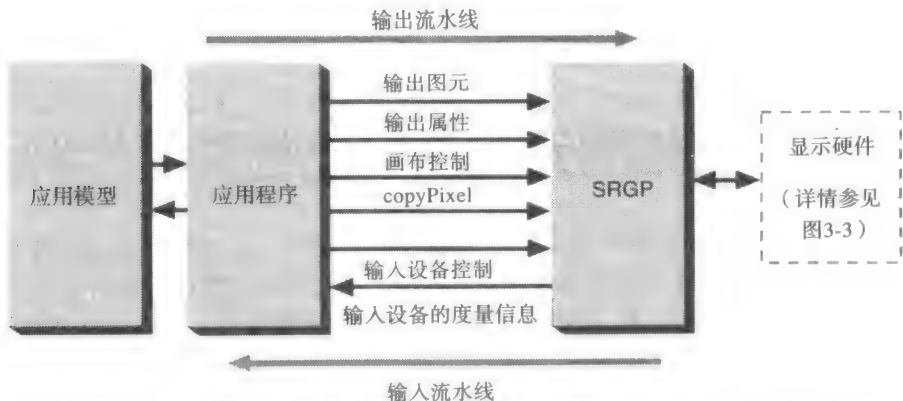 输出流水线
输出图元
输出属性
画布控制
copyPixel
输入设备控制
输入设备的度量信息
应用模型
应用程序
SRGP
显示硬件
（详情参见
图3-3）
输入流水线